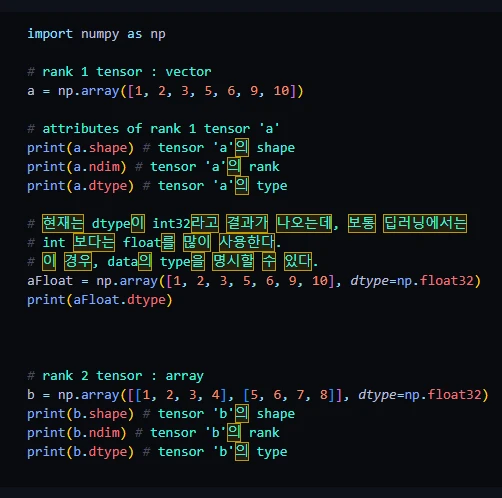 import numpy as np
# rank 1 tensor : vector
a = np.array([1, 2, 3, 5, 6, 9, 10])
# attributes of rank 1 tensor 'a'
print(a.shape) # tensor 'a'의 shape
print(a.ndim) # tensor 'a'의 rank
print(a.dtype) # tensor 'a'의 type
# 현재는 dtype이 int32라고 결과가 나오는데, 보통 딥러닝에서는
# int 보다는 float를 많이 사용한다.
# 이 경우, data의 type을 명시할 수 있다.
aFloat = np.array([1, 2, 3, 5, 6, 9, 10], dtype=np.float32)
print(aFloat.dtype)
# rank 2 tensor : array
b = np.array([[1, 2, 3, 4], [5, 6, 7, 8]], dtype=np.float32)
print(b.shape) # tensor 'b'의 shape
print(b.ndim) # tensor 'b'의 rank
print(b.dtype) # tensor 'b'의 type